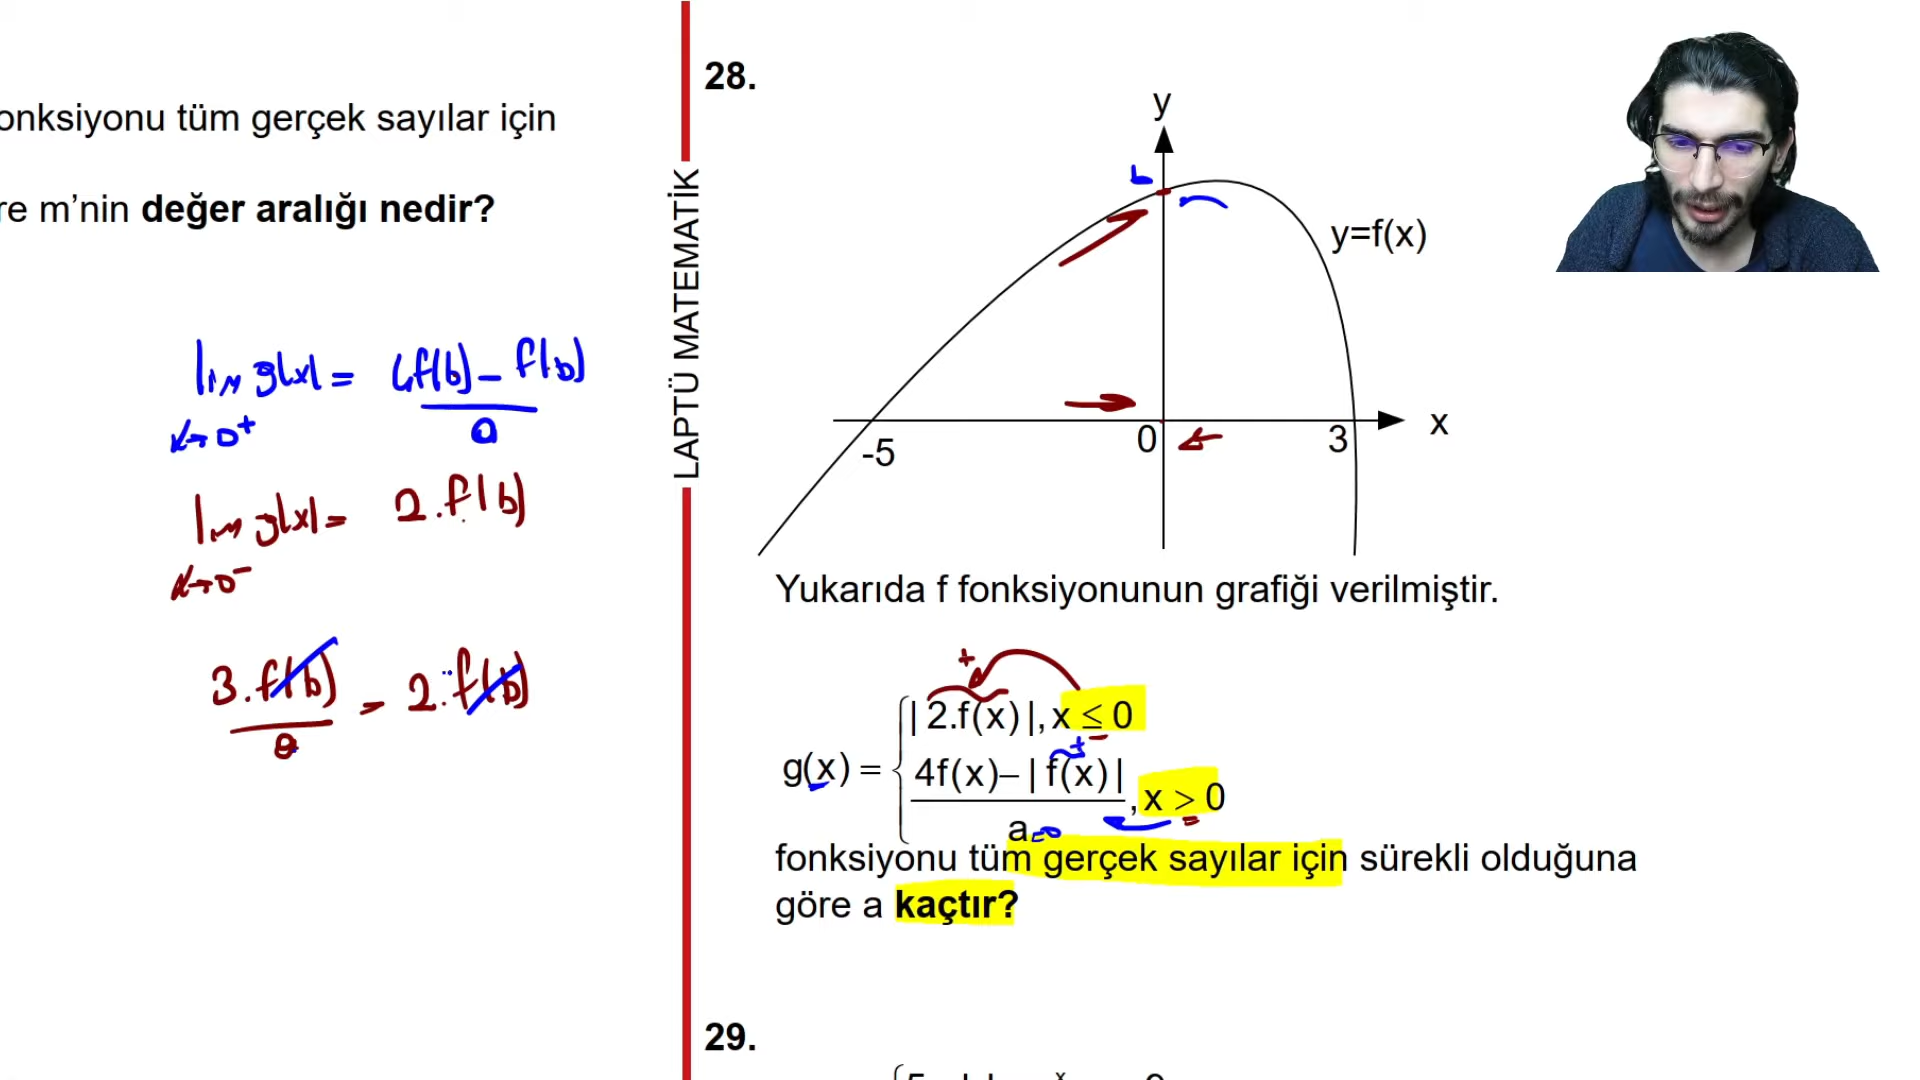 onksiyonu tüm gerçek sayılar için
re m’nin değer aralığı nedir?
lim g(x) = 4f(b) - f(b)
a
x→0+
lim g(x) = 2.f(b)
x→0-
3.f(b) = 2.f(b)
a
LAPTÜ MATEMATİK
28.
y
b
y=f(x)
-5
0
3
x
Yukarıda f fonksiyonunun grafiği verilmiştir.
+
|2.f(x)|, x ≤ 0
+
g(x) =
4f(x)–|f(x)|
, x > 0
a
fonksiyonu tüm gerçek sayılar için sürekli olduğuna
göre a kaçtır?
29.